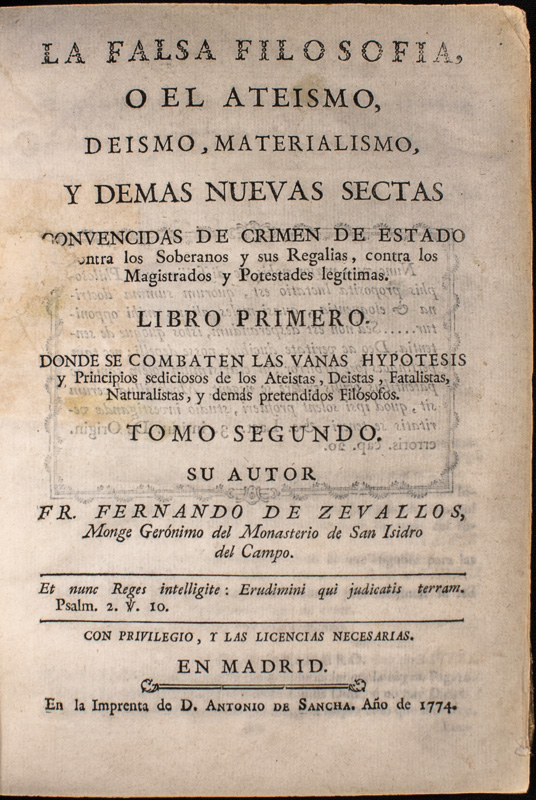 LA FALSA FILOSOFIA,
O EL ATEISMO,
DEISMO, MATERIALISMO,
Y DEMAS NUEVAS SECTAS
CONVENCIDAS DE CRIMEN DE ESTADO
contra los Soberanos y sus Regalias, contra los
Magistrados y Potestades legítimas.
LIBRO PRIMERO.
DONDE SE COMBATEN LAS VANAS HYPOTESIS
y Principios sediciosos de los Ateistas, Deistas, Fatalistas,
Naturalistas, y demás pretendidos Filósofos.
TOMO SEGUNDO.
SU AUTOR
FR. FERNANDO DE ZEVALLOS,
Monge Gerónimo del Monasterio de San Isidro
del Campo.
Et nunc Reges intelligite: Erudimini qui judicatis terram.
Psalm. 2. ℣. 10.
CON PRIVILEGIO, Y LAS LICENCIAS NECESARIAS.
EN MADRID.
En la Imprenta de D. ANTONIO DE SANCHA. Año de 1774.